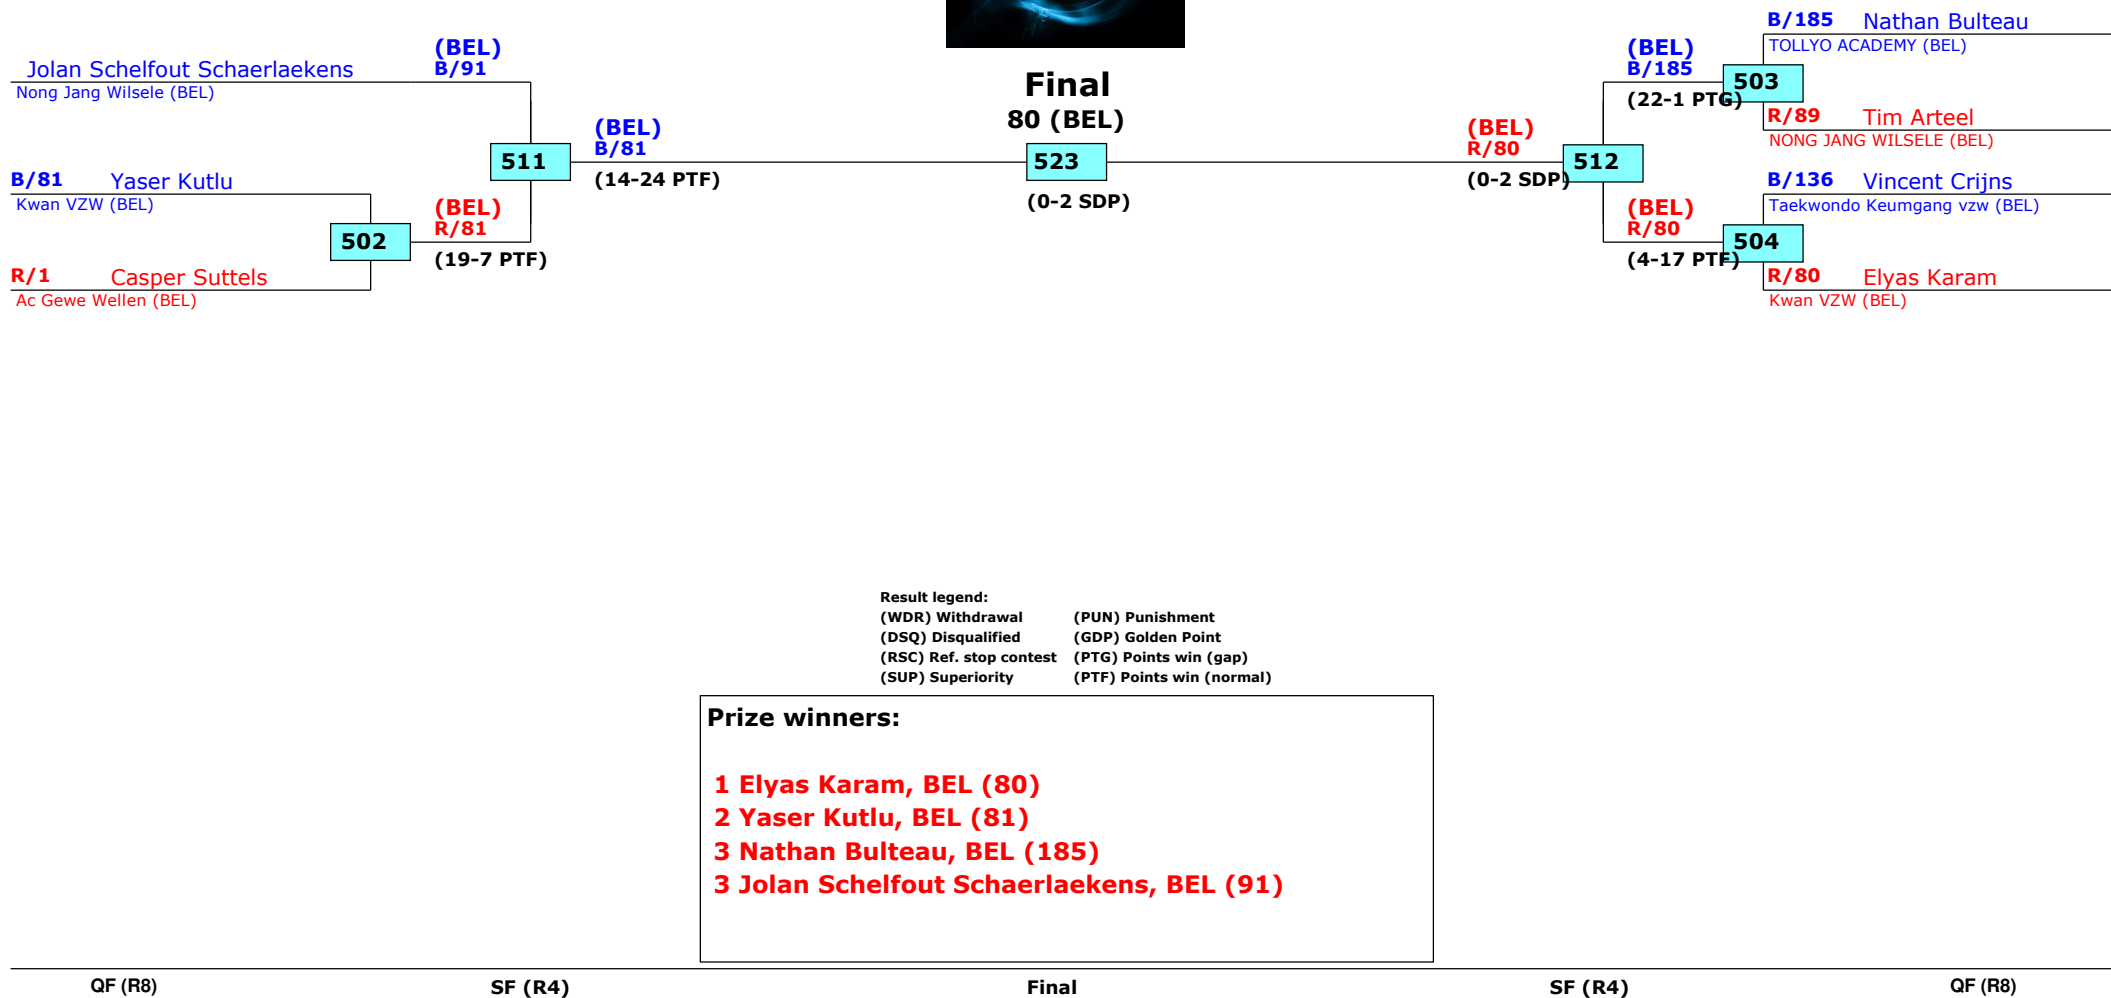 B/185 Nathan Bulteau
TOLLYO ACADEMY (BEL)
(BEL)
B/91
Jolan Schelfout Schaerlaekens
Nong Jang Wilsele (BEL)
Final
80 (BEL)
(BEL)
B/185
503
(22-1 PTG)
R/89 Tim Arteel
NONG JANG WILSELE (BEL)
(BEL)
B/81
511
(14-24 PTF)
523
(0-2 SDP)
(BEL)
R/80
512
(0-2 SDP)
B/81 Yaser Kutlu
Kwan VZW (BEL)
B/136 Vincent Crijns
Taekwondo Keumgang vzw (BEL)
(BEL)
R/81
502
(19-7 PTF)
(BEL)
R/80
504
(4-17 PTF)
R/1 Casper Suttels
Ac Gewe Wellen (BEL)
R/80 Elyas Karam
Kwan VZW (BEL)
Result legend:
(WDR) Withdrawal (PUN) Punishment
(DSQ) Disqualified (GDP) Golden Point
(RSC) Ref. stop contest (PTG) Points win (gap)
(SUP) Superiority (PTF) Points win (normal)
Prize winners:
1 Elyas Karam, BEL (80)
2 Yaser Kutlu, BEL (81)
3 Nathan Bulteau, BEL (185)
3 Jolan Schelfout Schaerlaekens, BEL (91)
QF (R8) SF (R4) Final SF (R4) QF (R8)